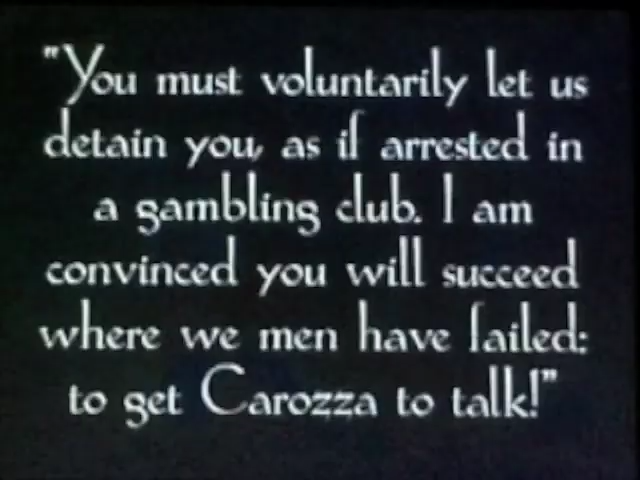 "You must voluntarily let us
detain you, as if arrested in
a gambling club. I am
convinced you will succeed
where we men have failed:
to get Carozza to talk!"